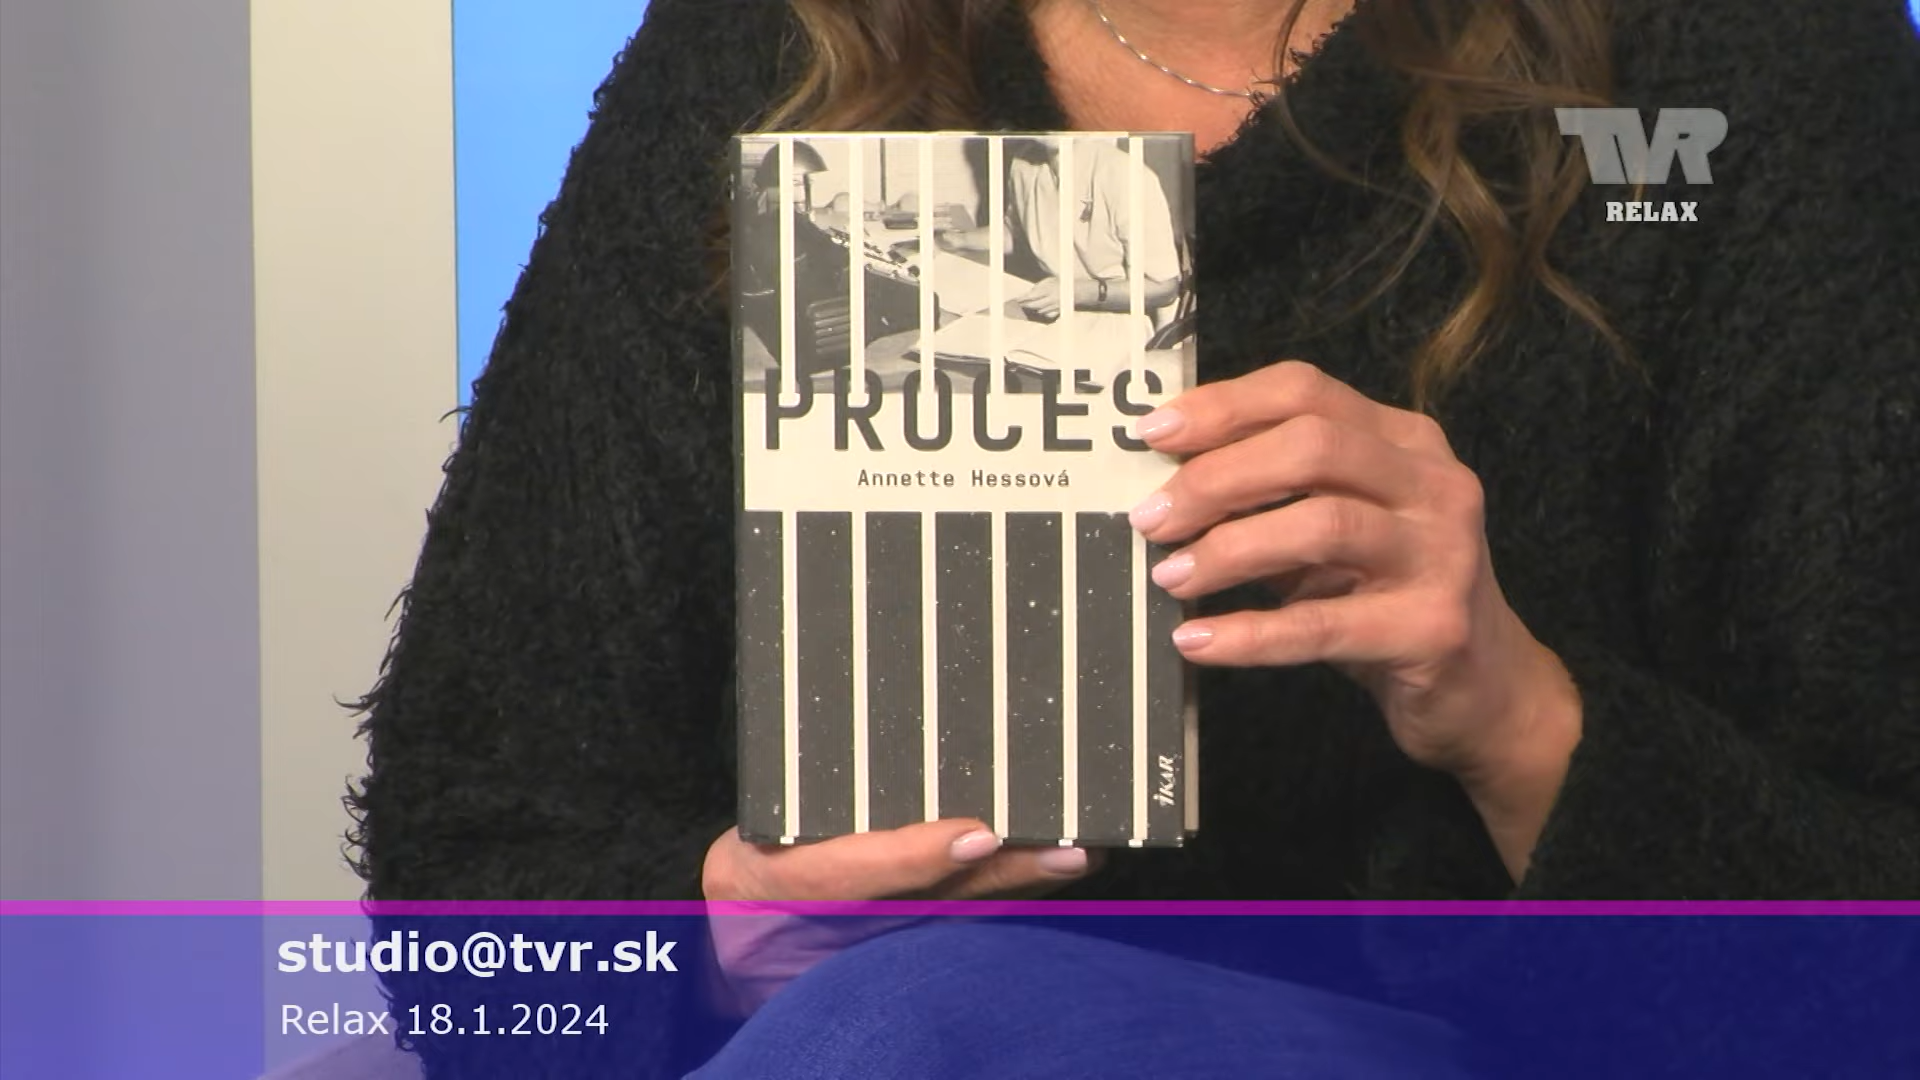 TVR
RELAX
PROCES
Annette Hessová
iKAR
studio@tvr.sk
Relax 18.1.2024